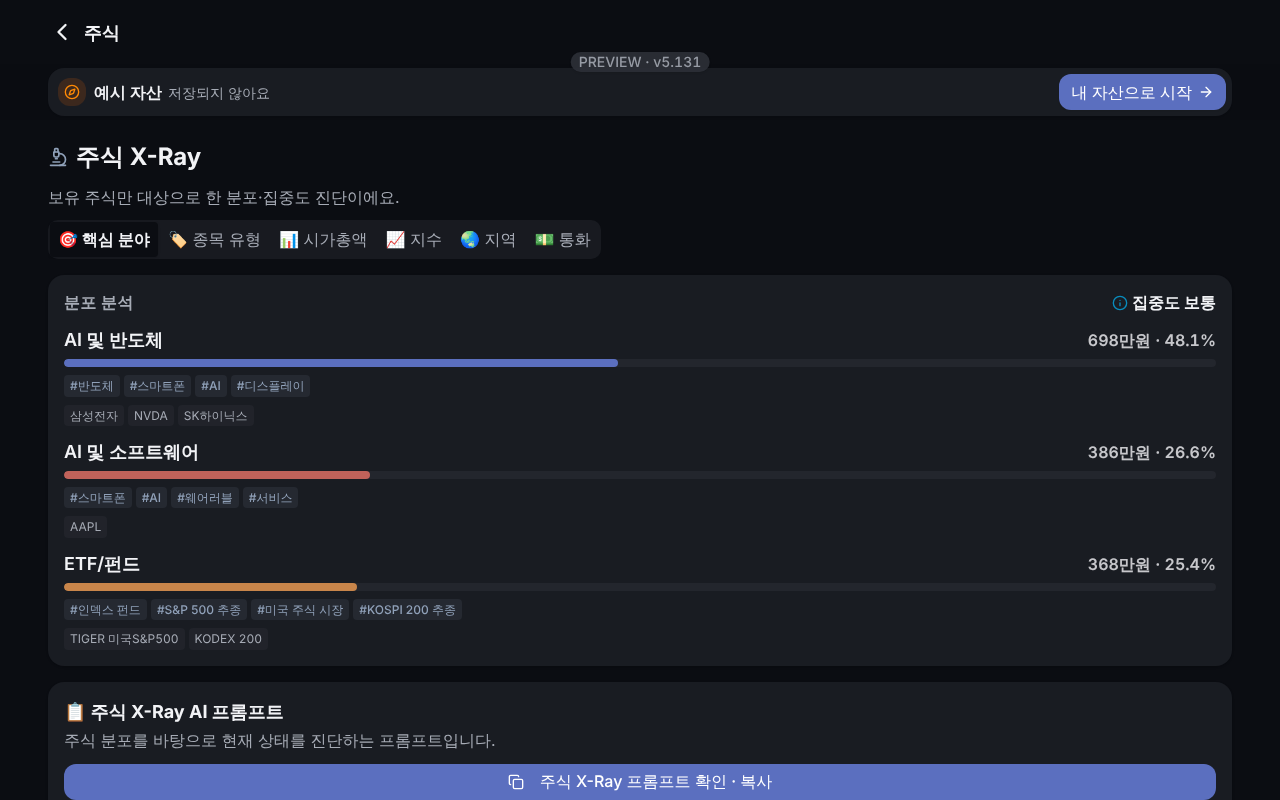 주식
PREVIEW · v5.131
예시 자산 저장되지 않아요
내 자산으로 시작 →
주식 X-Ray
보유 주식만 대상으로 한 분포·집중도 진단이에요.
🎯 핵심 분야 🏷️ 종목 유형 📊 시가총액 📈 지수 🌏 지역 💵 통화
분포 분석
집중도 보통
AI 및 반도체
698만원 · 48.1%
#반도체 #스마트폰 #AI #디스플레이
삼성전자 NVDA SK하이닉스
AI 및 소프트웨어
386만원 · 26.6%
#스마트폰 #AI #웨어러블 #서비스
AAPL
ETF/펀드
368만원 · 25.4%
#인덱스 펀드 #S&P 500 추종 #미국 주식 시장 #KOSPI 200 추종
TIGER 미국S&P500 KODEX 200
📋 주식 X-Ray AI 프롬프트
주식 분포를 바탕으로 현재 상태를 진단하는 프롬프트입니다.
주식 X-Ray 프롬프트 확인 · 복사